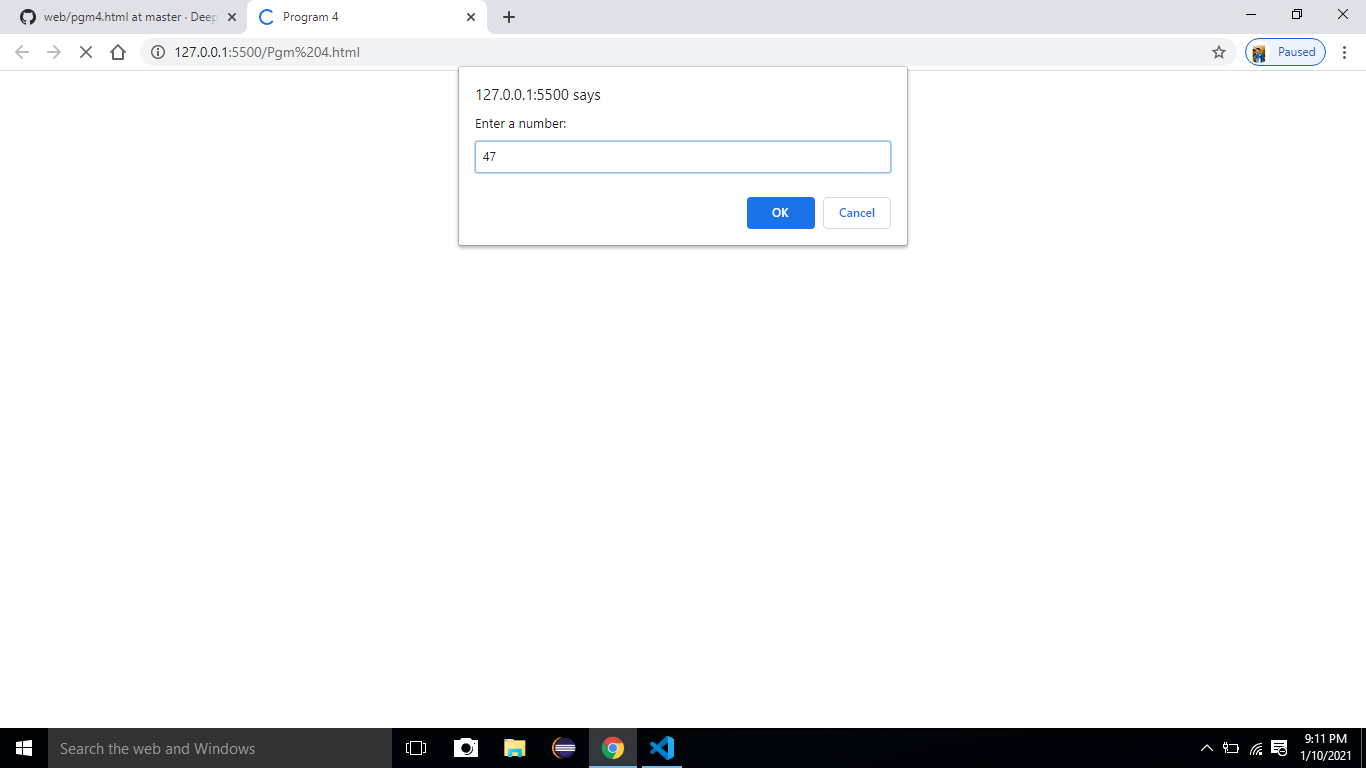 web/pgm4.html at master · Deep
Program 4
127.0.0.1:5500/Pgm%204.html
Paused
127.0.0.1:5500 says
Enter a number:
47
OK
Cancel
Search the web and Windows
9:11 PM
1/10/2021